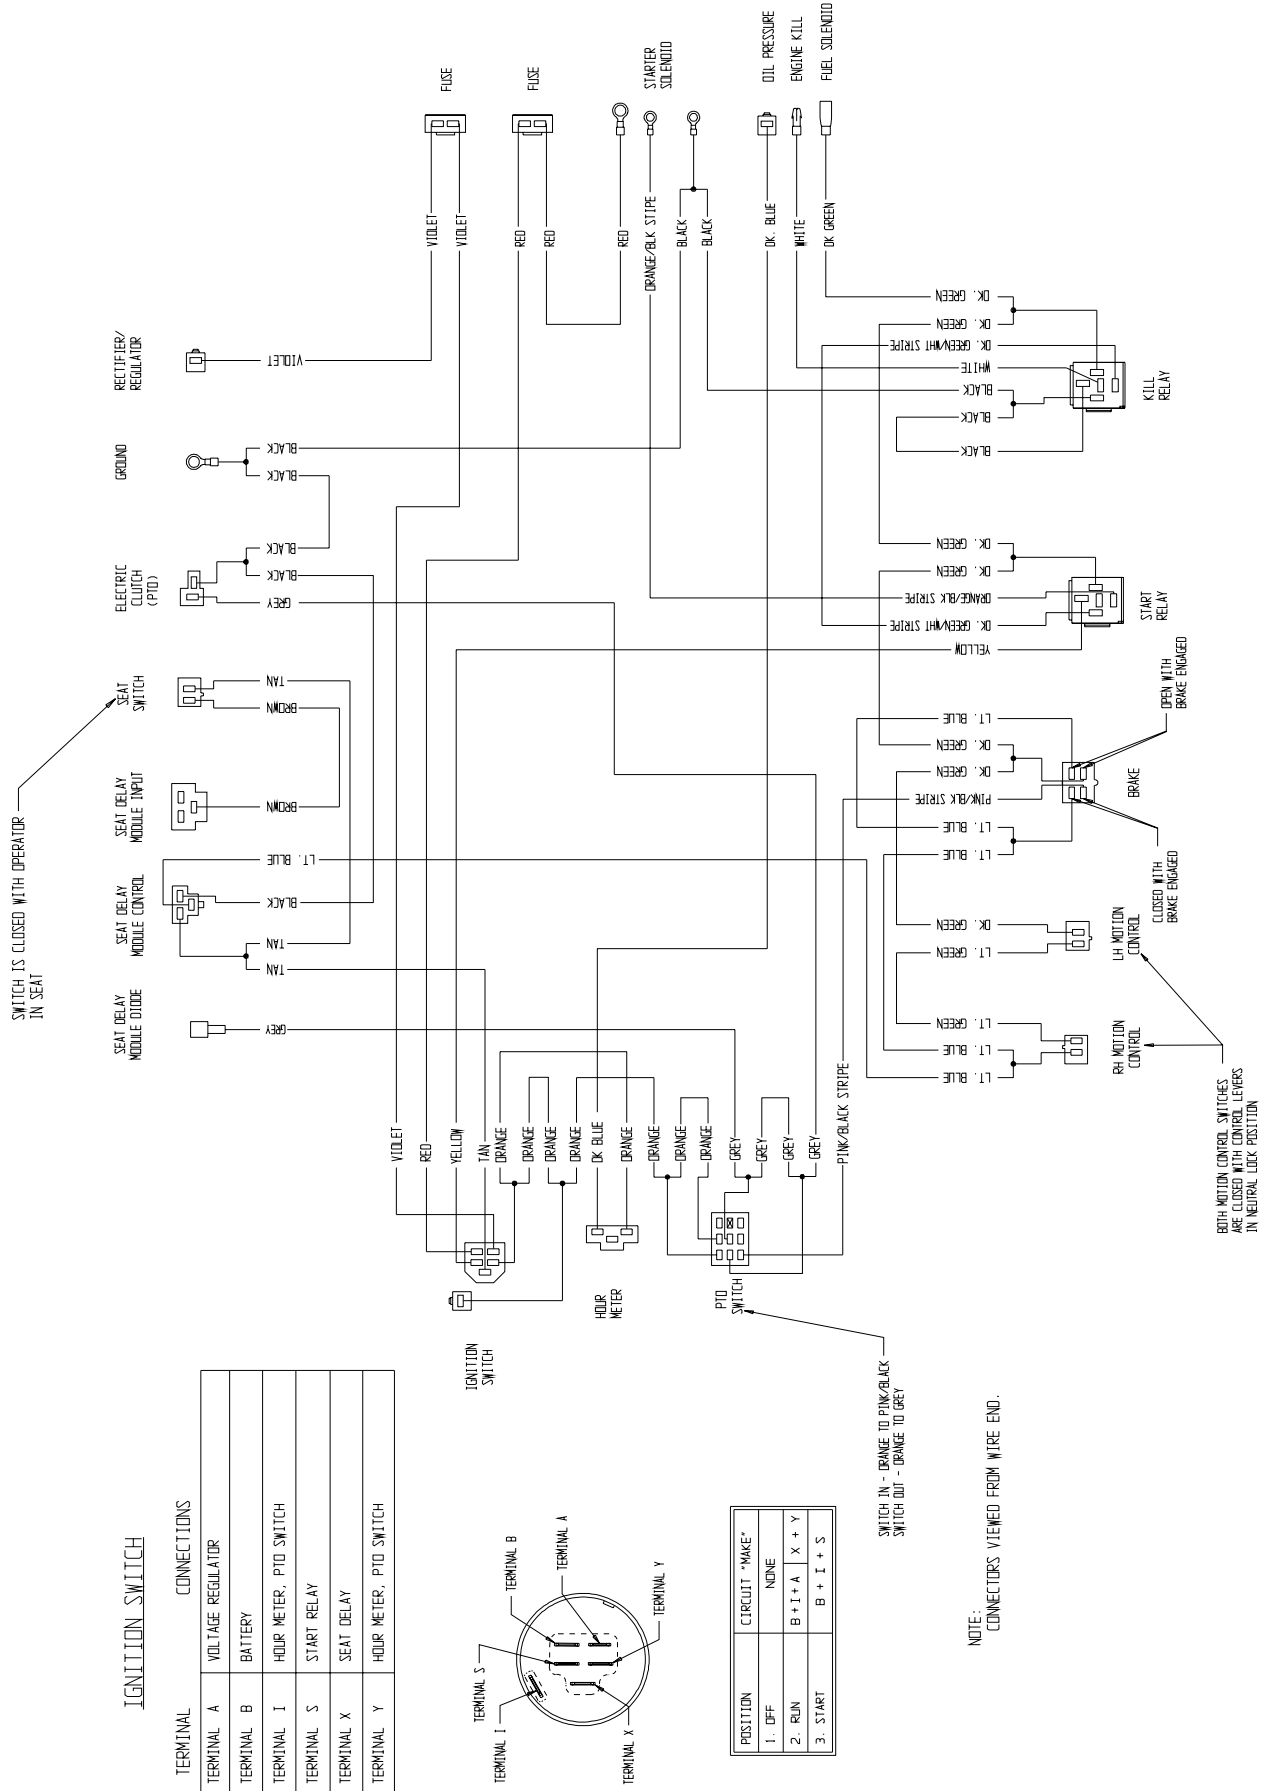 IGNITION SWITCH
TERMINAL CONNECTIONS
TERMINAL A VOLTAGE REGULATOR
TERMINAL B BATTERY
TERMINAL I HOUR METER, PTO SWITCH
TERMINAL S START RELAY
TERMINAL X SEAT DELAY
TERMINAL Y HOUR METER, PTO SWITCH
TERMINAL I
TERMINAL S
TERMINAL B
TERMINAL A
TERMINAL X
TERMINAL Y
POSITION CIRCUIT "MAKE"
1. OFF NONE
2. RUN B+I+A X + Y
3. START B + I + S
NOTE:
CONNECTORS VIEWED FROM WIRE END.
SWITCH IS CLOSED WITH OPERATOR
IN SEAT
SEAT DELAY
MODULE DIODE
SEAT DELAY
MODULE CONTROL
SEAT DELAY
MODULE INPUT
SEAT
SWITCH
ELECTRIC
CLUTCH
(PTO)
GROUND
RECTIFIER/
REGULATOR
GREY
TAN
TAN
BLACK
LT. BLUE
BROWN
BROWN
TAN
GREY
BLACK
BLACK
BLACK
BLACK
VIOLET
IGNITION
SWITCH
HOUR
METER
PTO
SWITCH
SWITCH IN - ORANGE TO PINK/BLACK
SWITCH OUT - ORANGE TO GREY
VIOLET
RED
YELLOW
TAN
ORANGE
ORANGE
ORANGE
ORANGE
DK BLUE
ORANGE
ORANGE
ORANGE
ORANGE
GREY
GREY
GREY
GREY
PINK/BLACK STRIPE
VIOLET
VIOLET
RED
RED
RED
ORANGE/BLK STIPE
BLACK
BLACK
DK. BLUE
WHITE
DK GREEN
FUSE
FUSE
STARTER
SOLENOID
OIL PRESSURE
ENGINE KILL
FUEL SOLENOID
DK. GREEN
DK. GREEN
DK. GREEN/WHT STRIPE
WHITE
BLACK
BLACK
BLACK
KILL
RELAY
DK. GREEN
DK. GREEN
ORANGE/BLK STRIPE
DK. GREEN/WHT STRIPE
YELLOW
START
RELAY
LT. BLUE
DK. GREEN
DK. GREEN
PINK/BLK STRIPE
LT. BLUE
LT. BLUE
BRAKE
OPEN WITH
BRAKE ENGAGED
CLOSED WITH
BRAKE ENGAGED
DK. GREEN
LT. GREEN
LH MOTION
CONTROL
LT. GREEN
LT. BLUE
LT. BLUE
RH MOTION
CONTROL
BOTH MOTION CONTROL SWITCHES
ARE CLOSED WITH CONTROL LEVERS
IN NEUTRAL LOCK POSITION